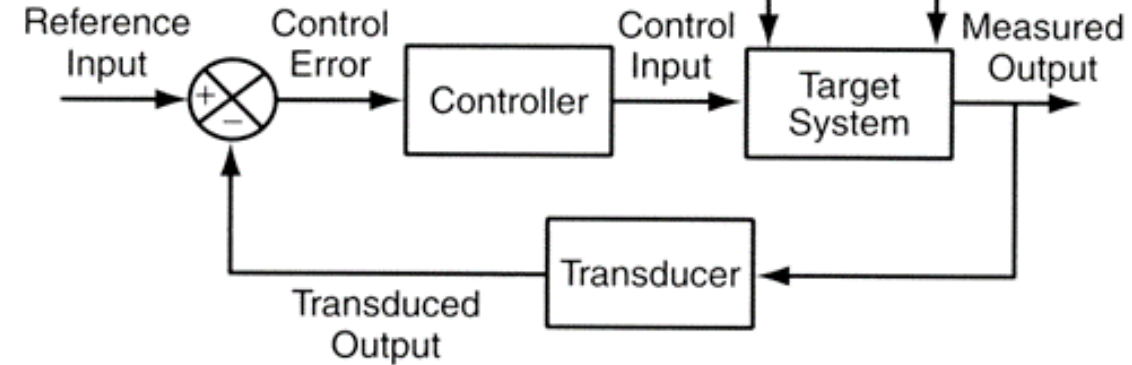 Reference
Input
Control
Error
Control
Input
Measured
Output
+
−
Controller
Target
System
Transducer
Transduced
Output